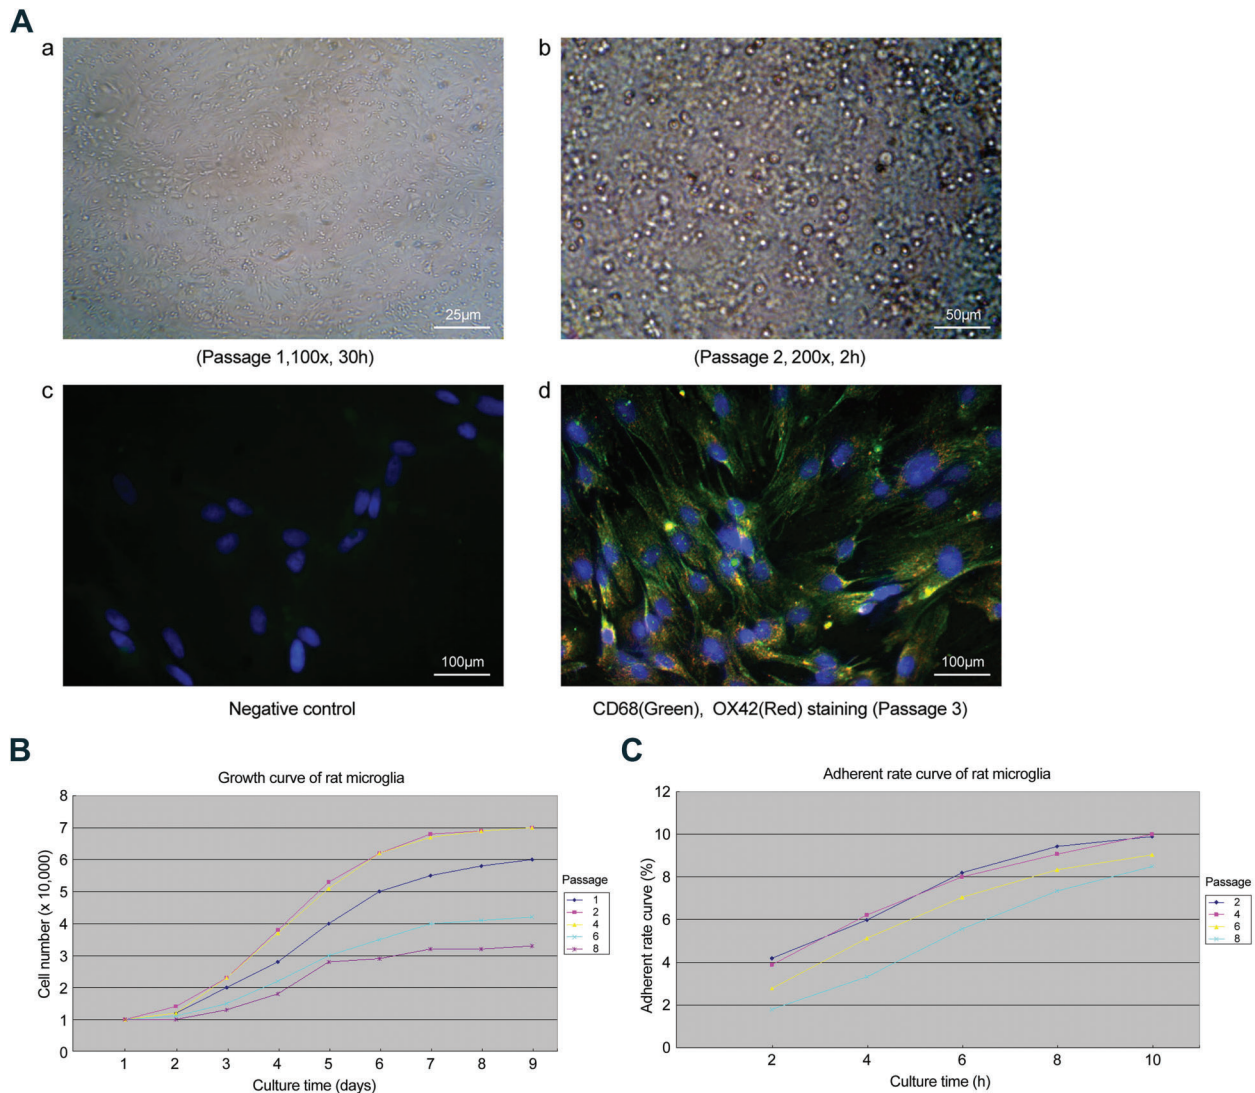 A
a
b
25µm
50µm
(Passage 1,100x, 30h)
(Passage 2, 200x, 2h)
c
d
100µm
100µm
Negative control
CD68(Green), OX42(Red) staining (Passage 3)
B
Growth curve of rat microglia
Cell number (x 10,000)
8
7
6
5
4
3
2
1
0
1 2 3 4 5 6 7 8 9
Culture time (days)
Passage
1
2
4
6
8
C
Adherent rate curve of rat microglia
Adherent rate curve (%)
12
10
8
6
4
2
0
2 4 6 8 10
Culture time (h)
Passage
2
4
6
8